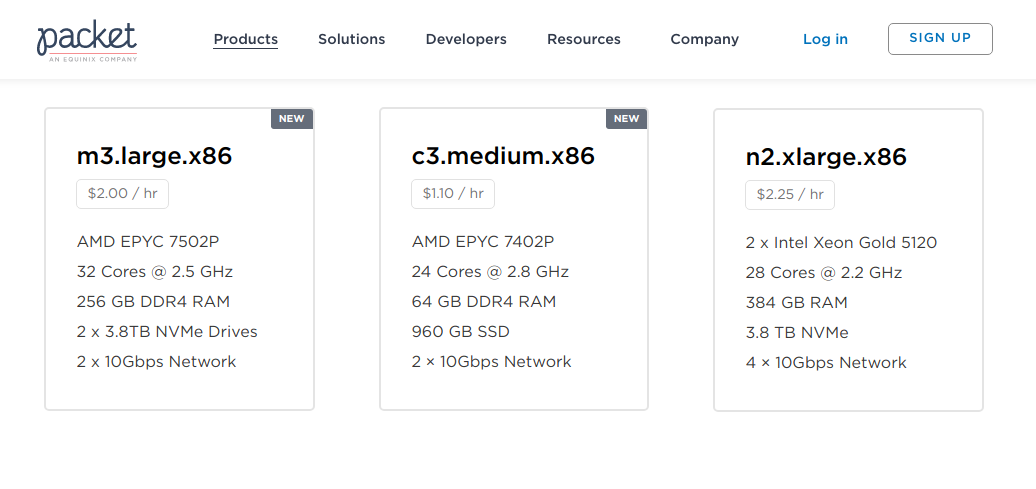 packet
AN EQUINIX COMPANY
Products Solutions Developers Resources Company Log in SIGN UP
NEW
m3.large.x86
$2.00 / hr
AMD EPYC 7502P
32 Cores @ 2.5 GHz
256 GB DDR4 RAM
2 x 3.8TB NVMe Drives
2 x 10Gbps Network
NEW
c3.medium.x86
$1.10 / hr
AMD EPYC 7402P
24 Cores @ 2.8 GHz
64 GB DDR4 RAM
960 GB SSD
2 × 10Gbps Network
n2.xlarge.x86
$2.25 / hr
2 x Intel Xeon Gold 5120
28 Cores @ 2.2 GHz
384 GB RAM
3.8 TB NVMe
4 × 10Gbps Network